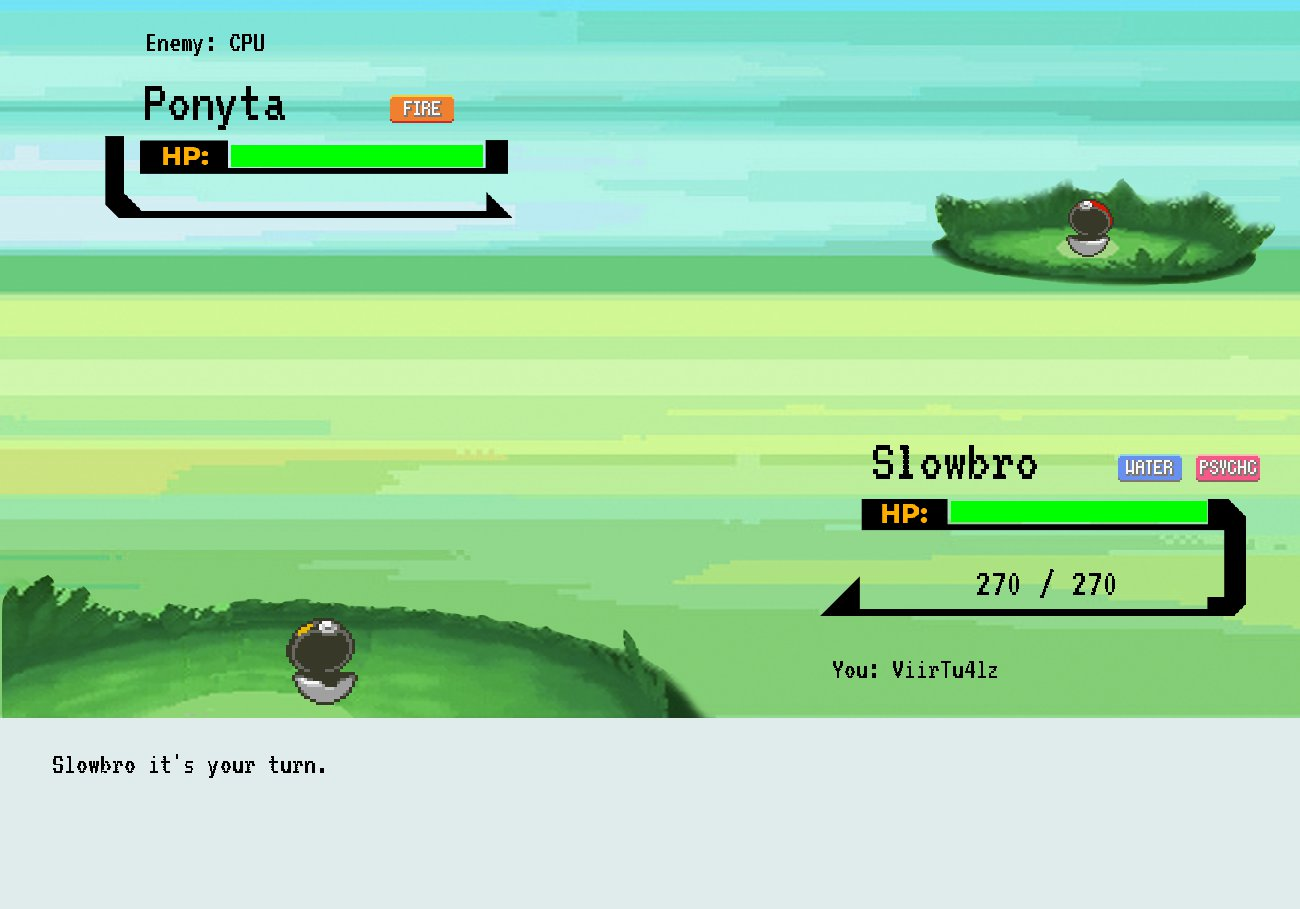 Enemy: CPU
Ponyta FIRE
HP:
Slowbro WATER PSYCHC
HP:
270 / 270
You: ViirTu4lz
Slowbro it's your turn.